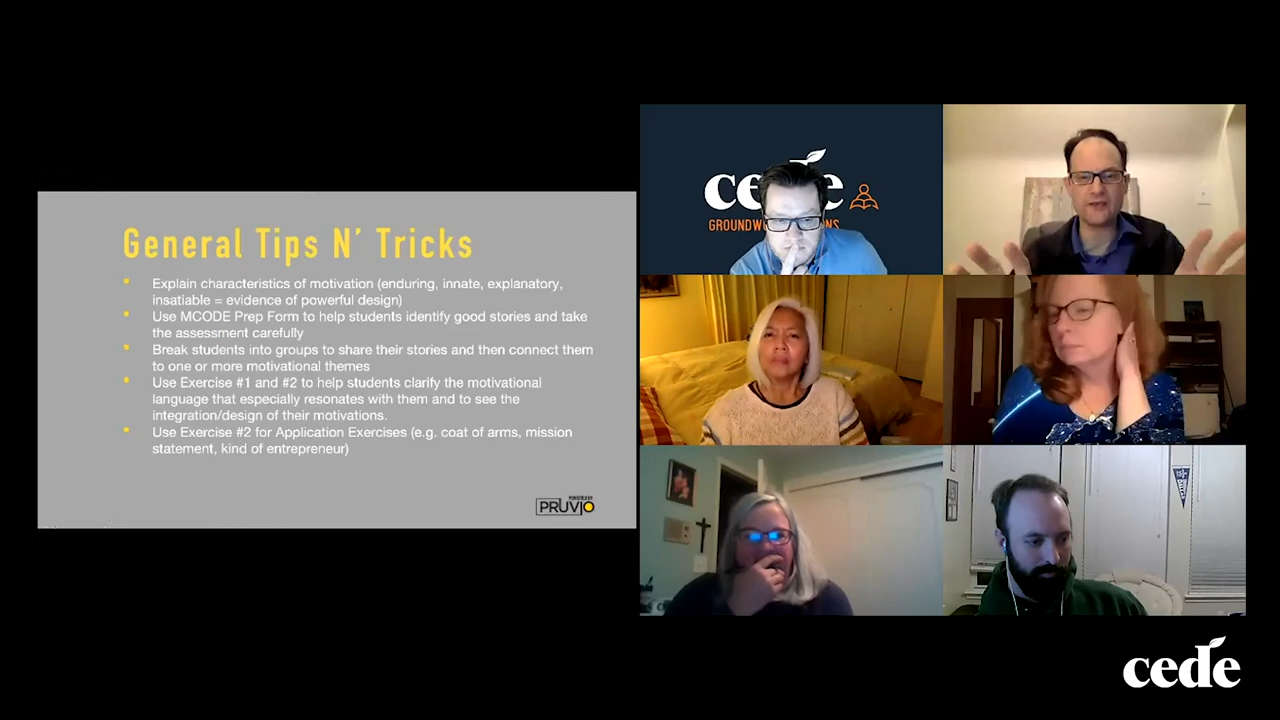 General Tips N' Tricks
• Explain characteristics of motivation (enduring, innate, explanatory,
insatiable = evidence of powerful design)
• Use MCODE Prep Form to help students identify good stories and take
the assessment carefully
• Break students into groups to share their stories and then connect them
to one or more motivational themes
• Use Exercise #1 and #2 to help students clarify the motivational
language that especially resonates with them and to see the
integration/design of their motivations.
• Use Exercise #2 for Application Exercises (e.g. coat of arms, mission
statement, kind of entrepreneur)
POWERED BY
PRUVIO
cede
cede